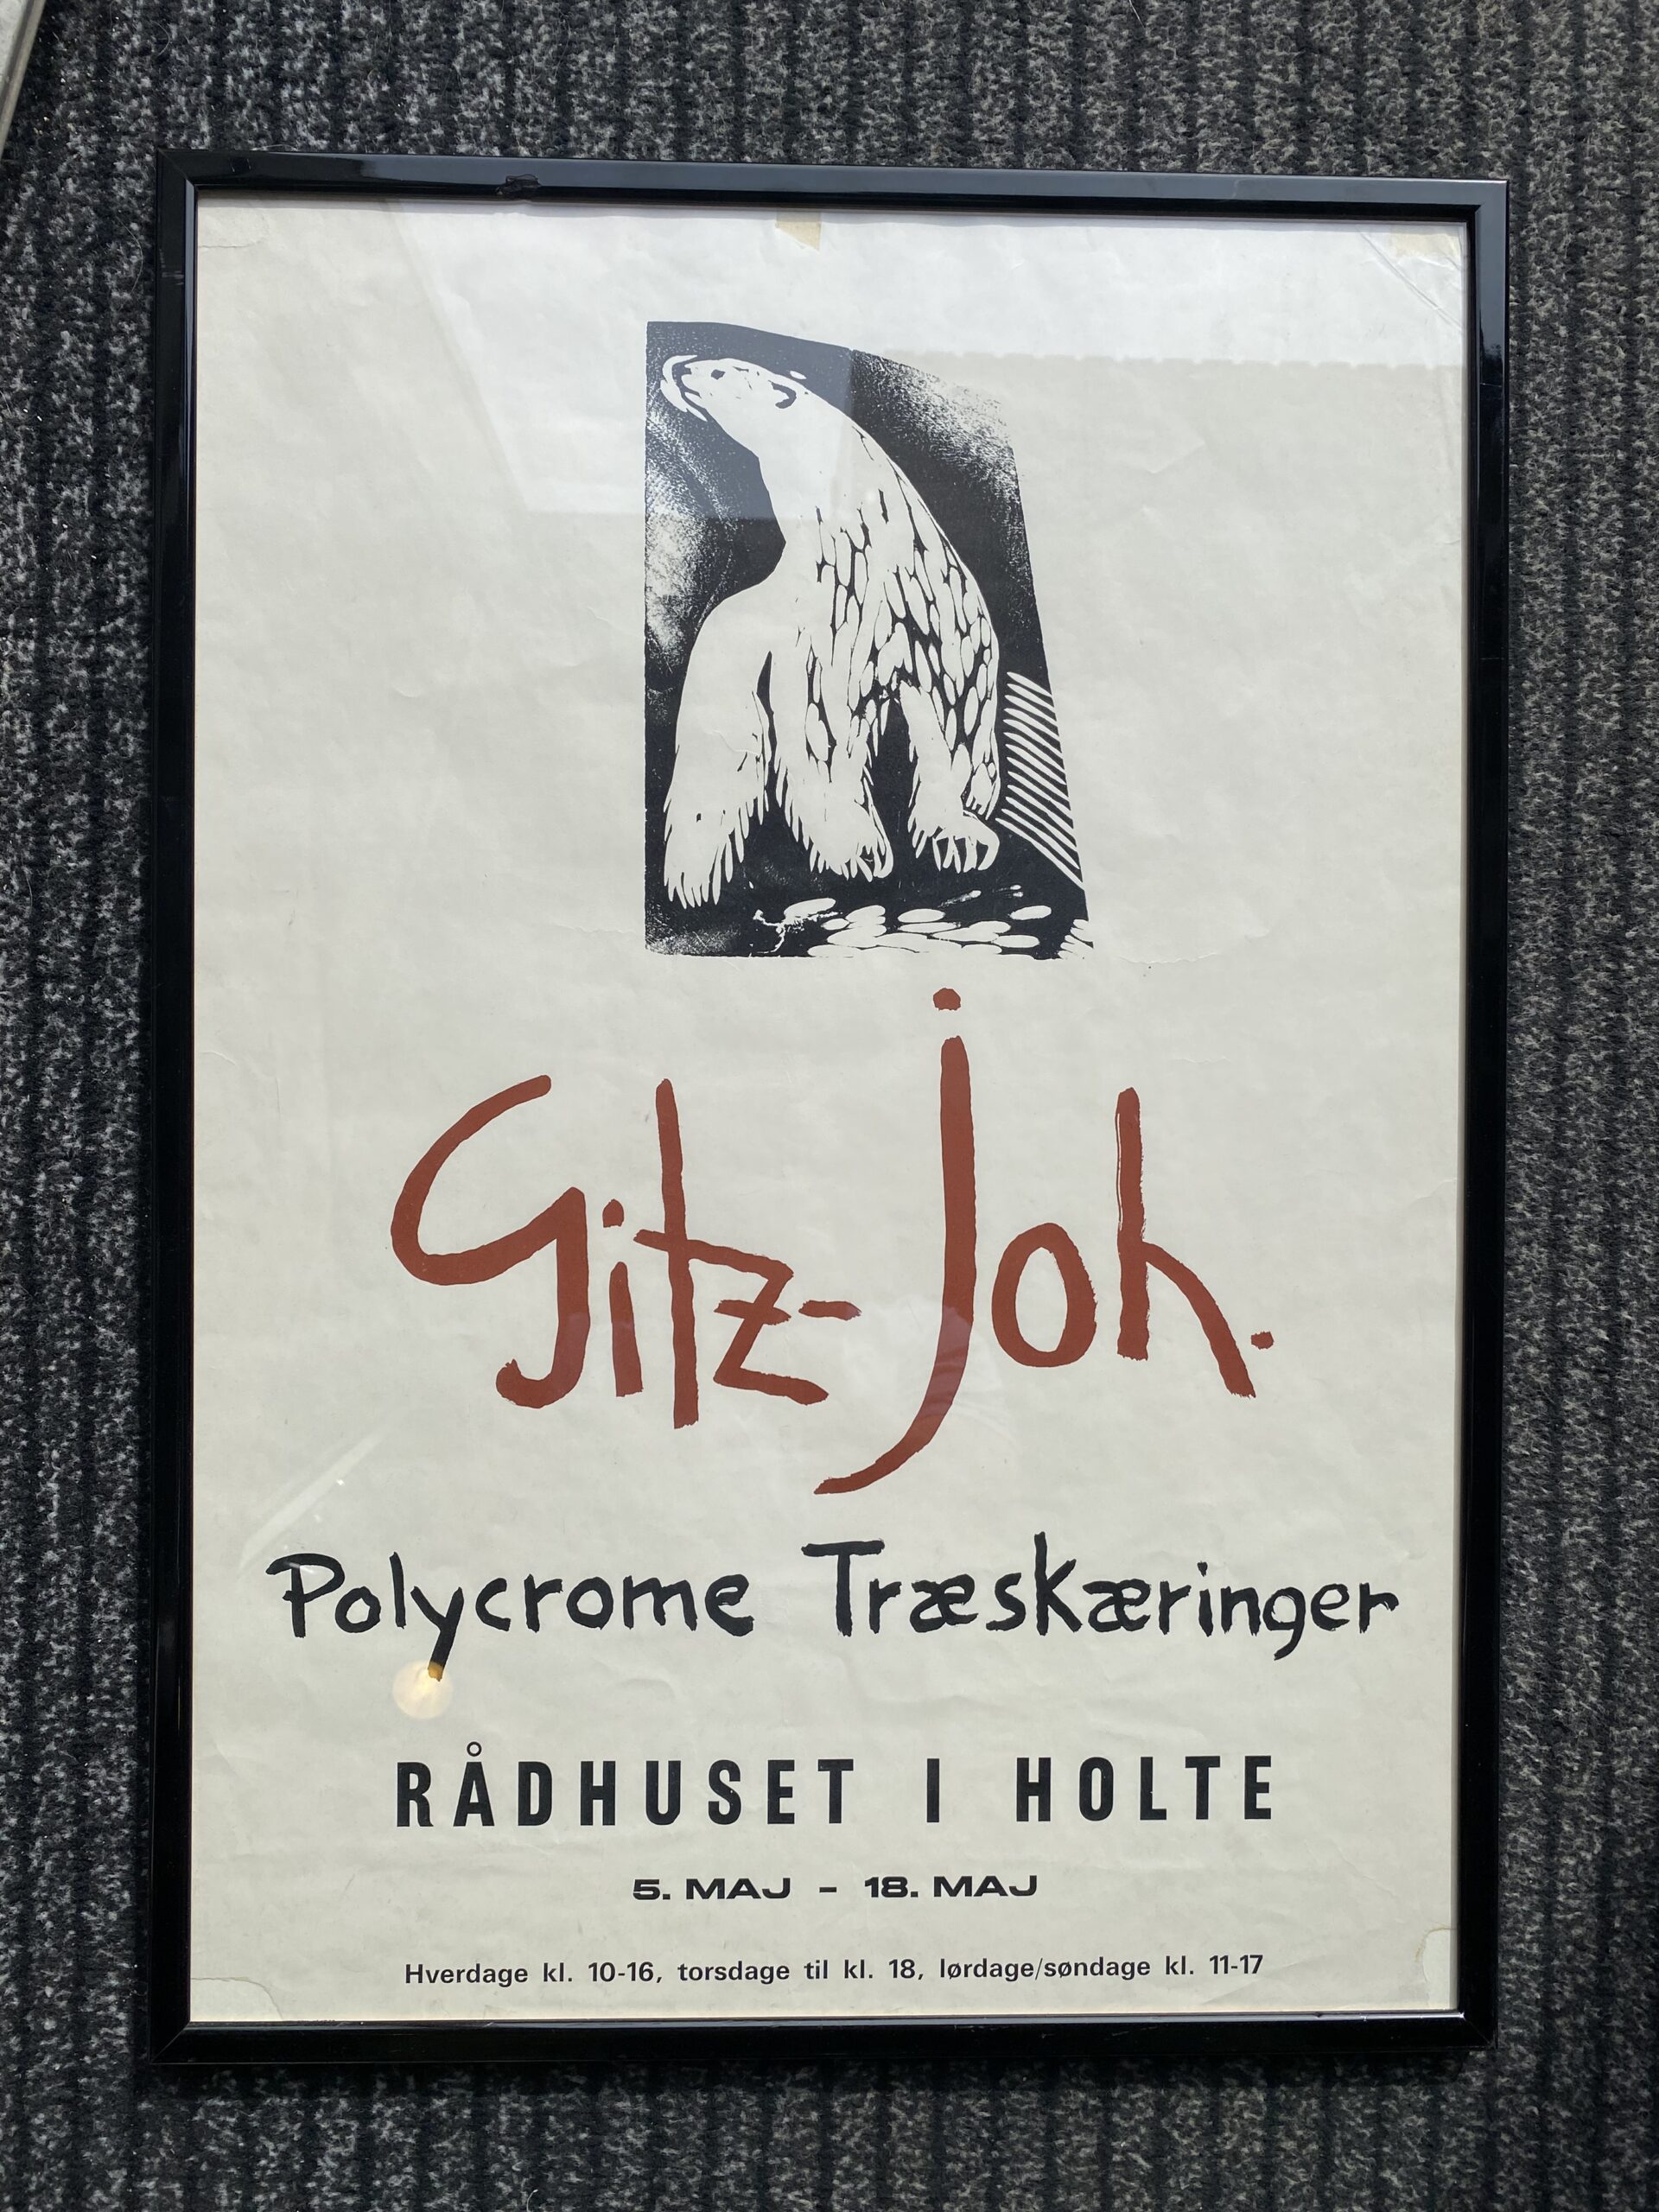 Gitz-Joh.
Polycrome Træskæringer
RÅDHUSET I HOLTE
5. MAJ - 18. MAJ
Hverdage kl. 10-16, torsdage til kl. 18, lørdage/søndage kl. 11-17